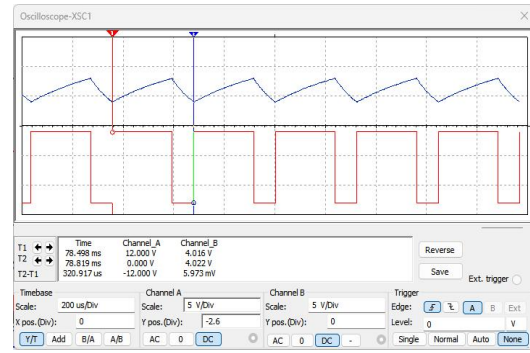 Oscilloscope-XSC1
T1 Time Channel_A Channel_B
T2 78.498 ms 12.000 V 4.016 V
78.819 ms 0.000 V 4.022 V
T2-T1 320.917 us -12.000 V 5.973 mV
Reverse
Save
Ext. trigger
Timebase
Scale: 200 us/Div
X pos.(Div): 0
Y/T Add B/A A/B
Channel A
Scale: 5 V/Div
Y pos.(Div): -2.6
AC 0 DC
Channel B
Scale: 5 V/Div
Y pos.(Div): 0
AC 0 DC -
Trigger
Edge: A B Ext
Level: 0 V
Single Normal Auto None